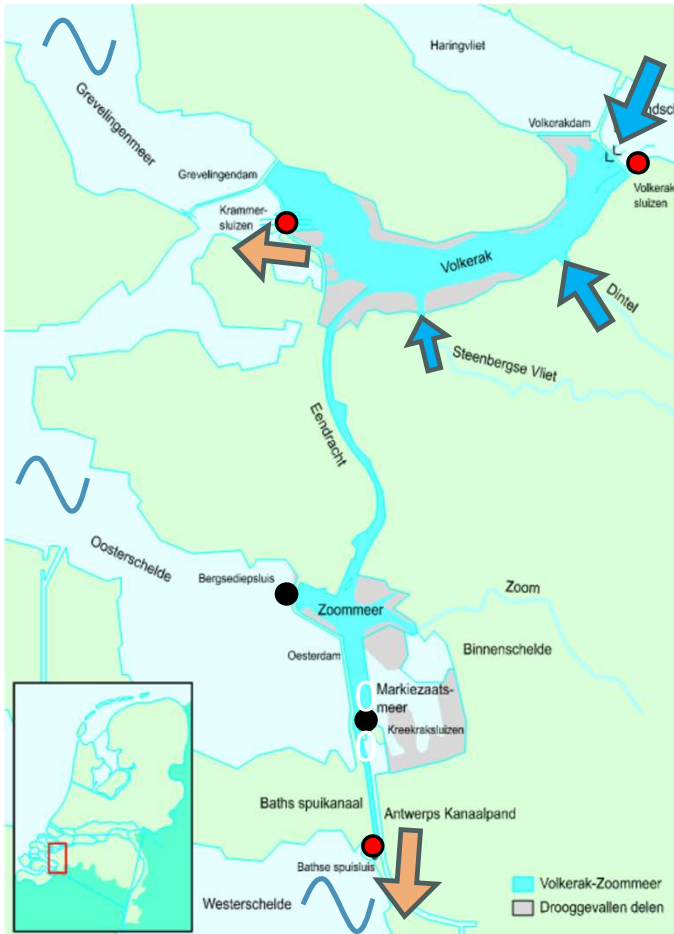 Haringvliet
Grevelingenmeer
Volkerakdam
Grevelingendam
Krammer-
sluizen
Volkerak
sluizen
Volkerak
Dintel
Steenbergse Vliet
Eendracht
Oosterschelde
Bergsediepsluis
Zoom
Zoommeer
Binnenschelde
Oesterdam
Markiezaats-
meer
Kreekraksluizen
Baths spuikanaal
Antwerps Kanaalpand
Bathse spuisluis
Westerschelde
Volkerak-Zoommeer
Drooggevallen delen